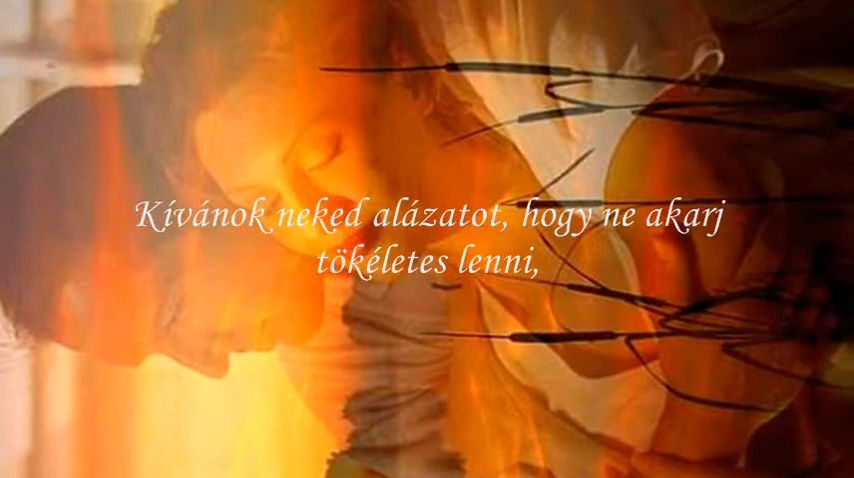 Kívánok neked alázatot, hogy ne akarj
tökéletes lenni,